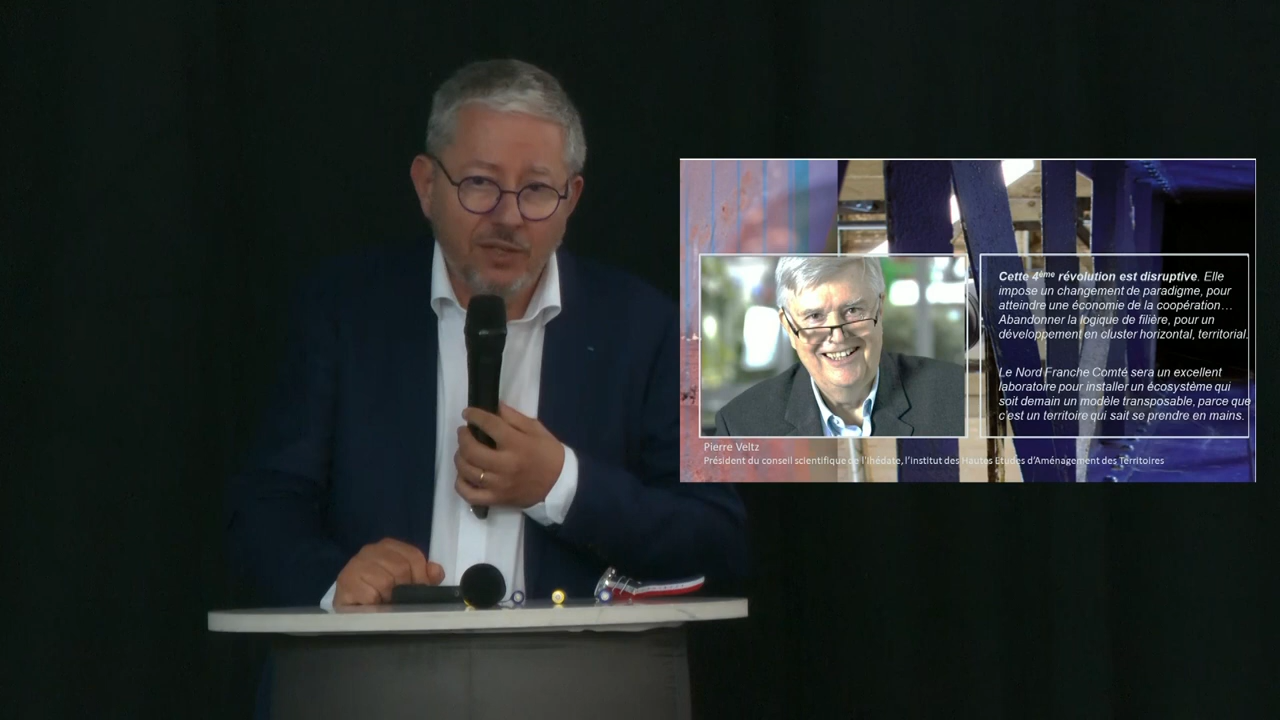 Cette 4ème révolution est disruptive. Elle
impose un changement de paradigme, pour
atteindre une économie de la coopération…
Abandonner la logique de filière, pour un
développement en cluster horizontal, territorial.
Le Nord Franche Comté sera un excellent
laboratoire pour installer un écosystème qui
soit demain un modèle transposable, parce que
c'est un territoire qui sait se prendre en mains.
Pierre Veltz
Président du conseil scientifique de l'Ihédate, l'Institut des Hautes Etudes d'Aménagement des Térritoires